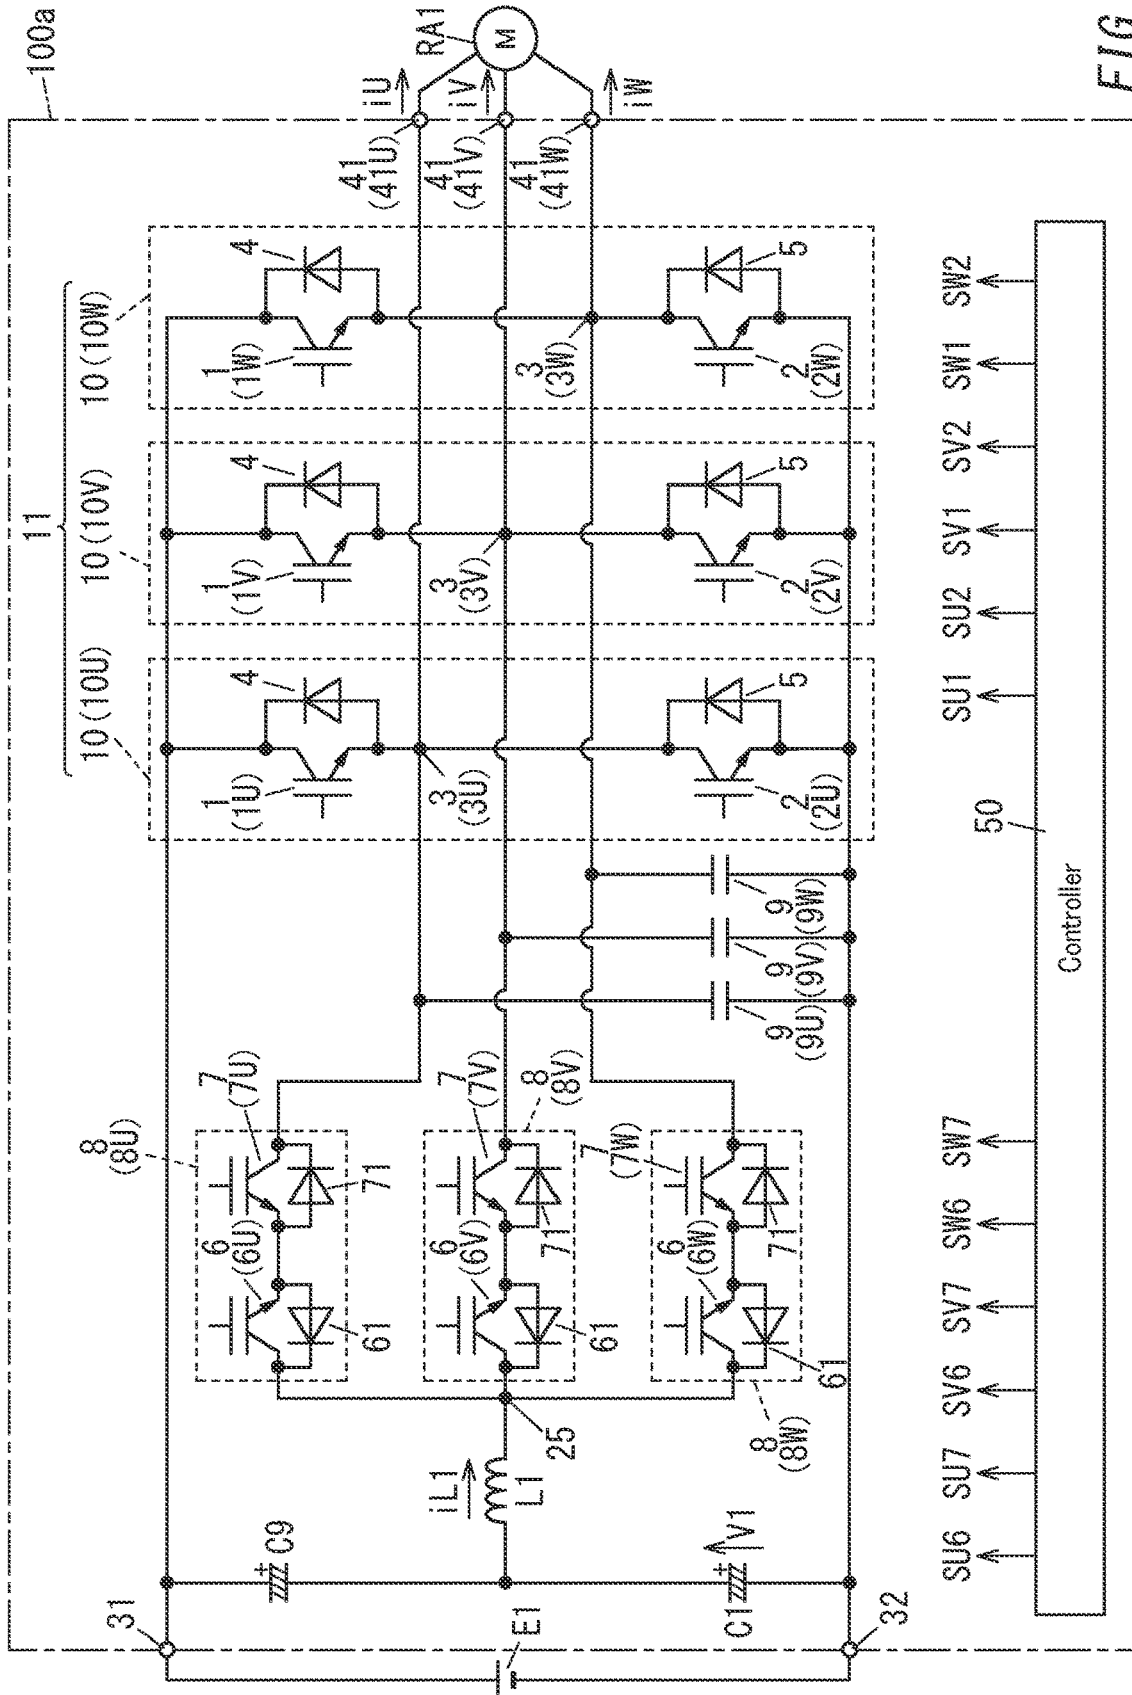 100a
31
32
E1
C9
C1
V1
iL1
L1
25
8
(8U)
6
(6U)
7
(7U)
61
71
6
(6V)
7
(7V)
8
(8V)
61
71
6
(6W)
7
(7W)
61
71
8
(8W)
9
(9U)
9
(9V)
9
(9W)
11
10 (10U)
10 (10V)
10 (10W)
1
(1U)
4
1
(1V)
4
1
(1W)
4
3
(3U)
3
(3V)
3
(3W)
2
(2U)
5
2
(2V)
5
2
(2W)
5
41
(41U)
41
(41V)
41
(41W)
iU
iV
iW
RA1
M
SU6
SU7
SV6
SV7
SW6
SW7
SU1
SU2
SV1
SV2
SW1
SW2
50
Controller
FIG